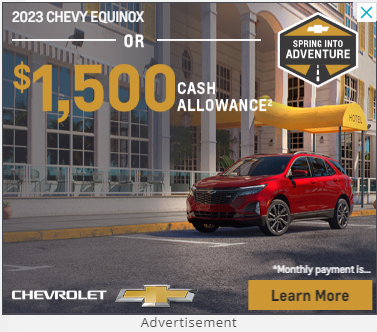 2023 CHEVY EQUINOX
OR
$1,500 CASH
ALLOWANCE²
SPRING INTO
ADVENTURE
HOTEL
*Monthly payment is...
CHEVROLET
Learn More
Advertisement